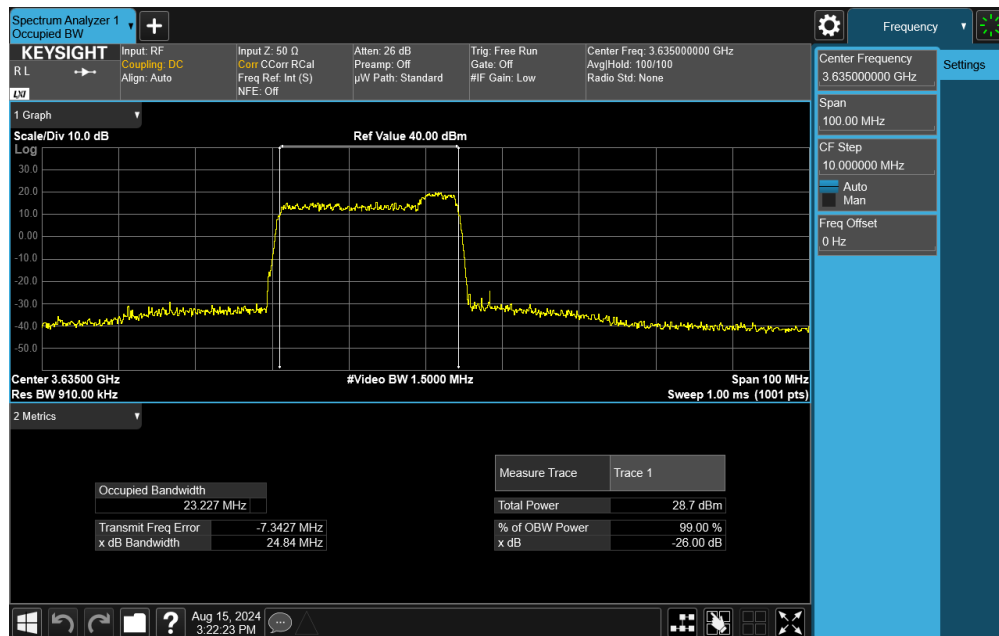 Spectrum Analyzer 1
Occupied BW
Frequency
KEYSIGHT
R L
LXI
Input: RF
Coupling: DC
Align: Auto
Input Z: 50 Ω
Corr CCorr RCal
Freq Ref: Int (S)
NFE: Off
Atten: 26 dB
Preamp: Off
µW Path: Standard
Trig: Free Run
Gate: Off
#IF Gain: Low
Center Freq: 3.635000000 GHz
Avg|Hold: 100/100
Radio Std: None
Center Frequency
3.635000000 GHz
Settings
Span
100.00 MHz
CF Step
10.000000 MHz
Auto
Man
Freq Offset
0 Hz
1 Graph
Scale/Div 10.0 dB
Ref Value 40.00 dBm
Log
30.0
20.0
10.0
0.00
-10.0
-20.0
-30.0
-40.0
-50.0
Center 3.63500 GHz
#Video BW 1.5000 MHz
Span 100 MHz
Res BW 910.00 kHz
Sweep 1.00 ms (1001 pts)
2 Metrics
Measure Trace
Trace 1
Occupied Bandwidth
23.227 MHz
Total Power
28.7 dBm
Transmit Freq Error
-7.3427 MHz
% of OBW Power
99.00 %
x dB Bandwidth
24.84 MHz
x dB
-26.00 dB
Aug 15, 2024
3:22:23 PM